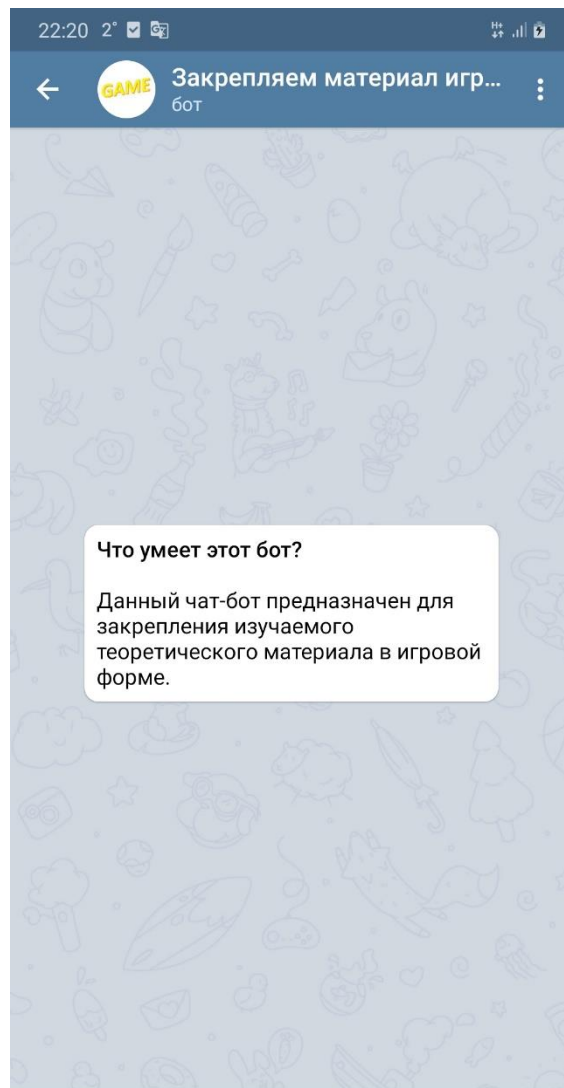 22:20 2°
H+
GAME
Закрепляем материал игр...
бот
Что умеет этот бот?
Данный чат-бот предназначен для
закрепления изучаемого
теоретического материала в игровой
форме.